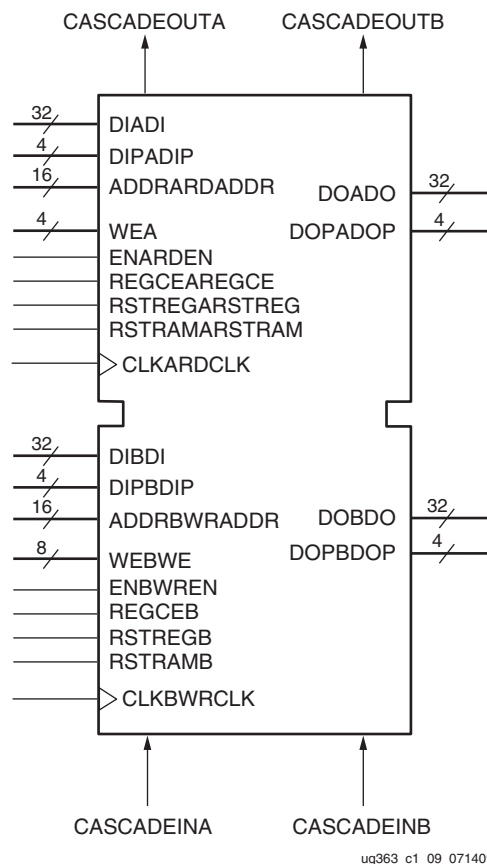 CASCADEOUTA CASCADEOUTB
32 DIADI
4 DIPADIP
16 ADDRARDADDR
DOADO 32
4 WEA
DOPADOP 4
ENARDEN
REGCEAREGCE
RSTREGARSTREG
RSTRAMARSTRAM
CLKARDCLK
32 DIBDI
4 DIPBDIP
16 ADDRBWRADDR
DOBDO 32
8 WEBWE
DOPBDOP 4
ENBWREN
REGCEB
RSTREGB
RSTRAMB
CLKBWRCLK
CASCADEINA CASCADEINB
ug363_c1_09_07140